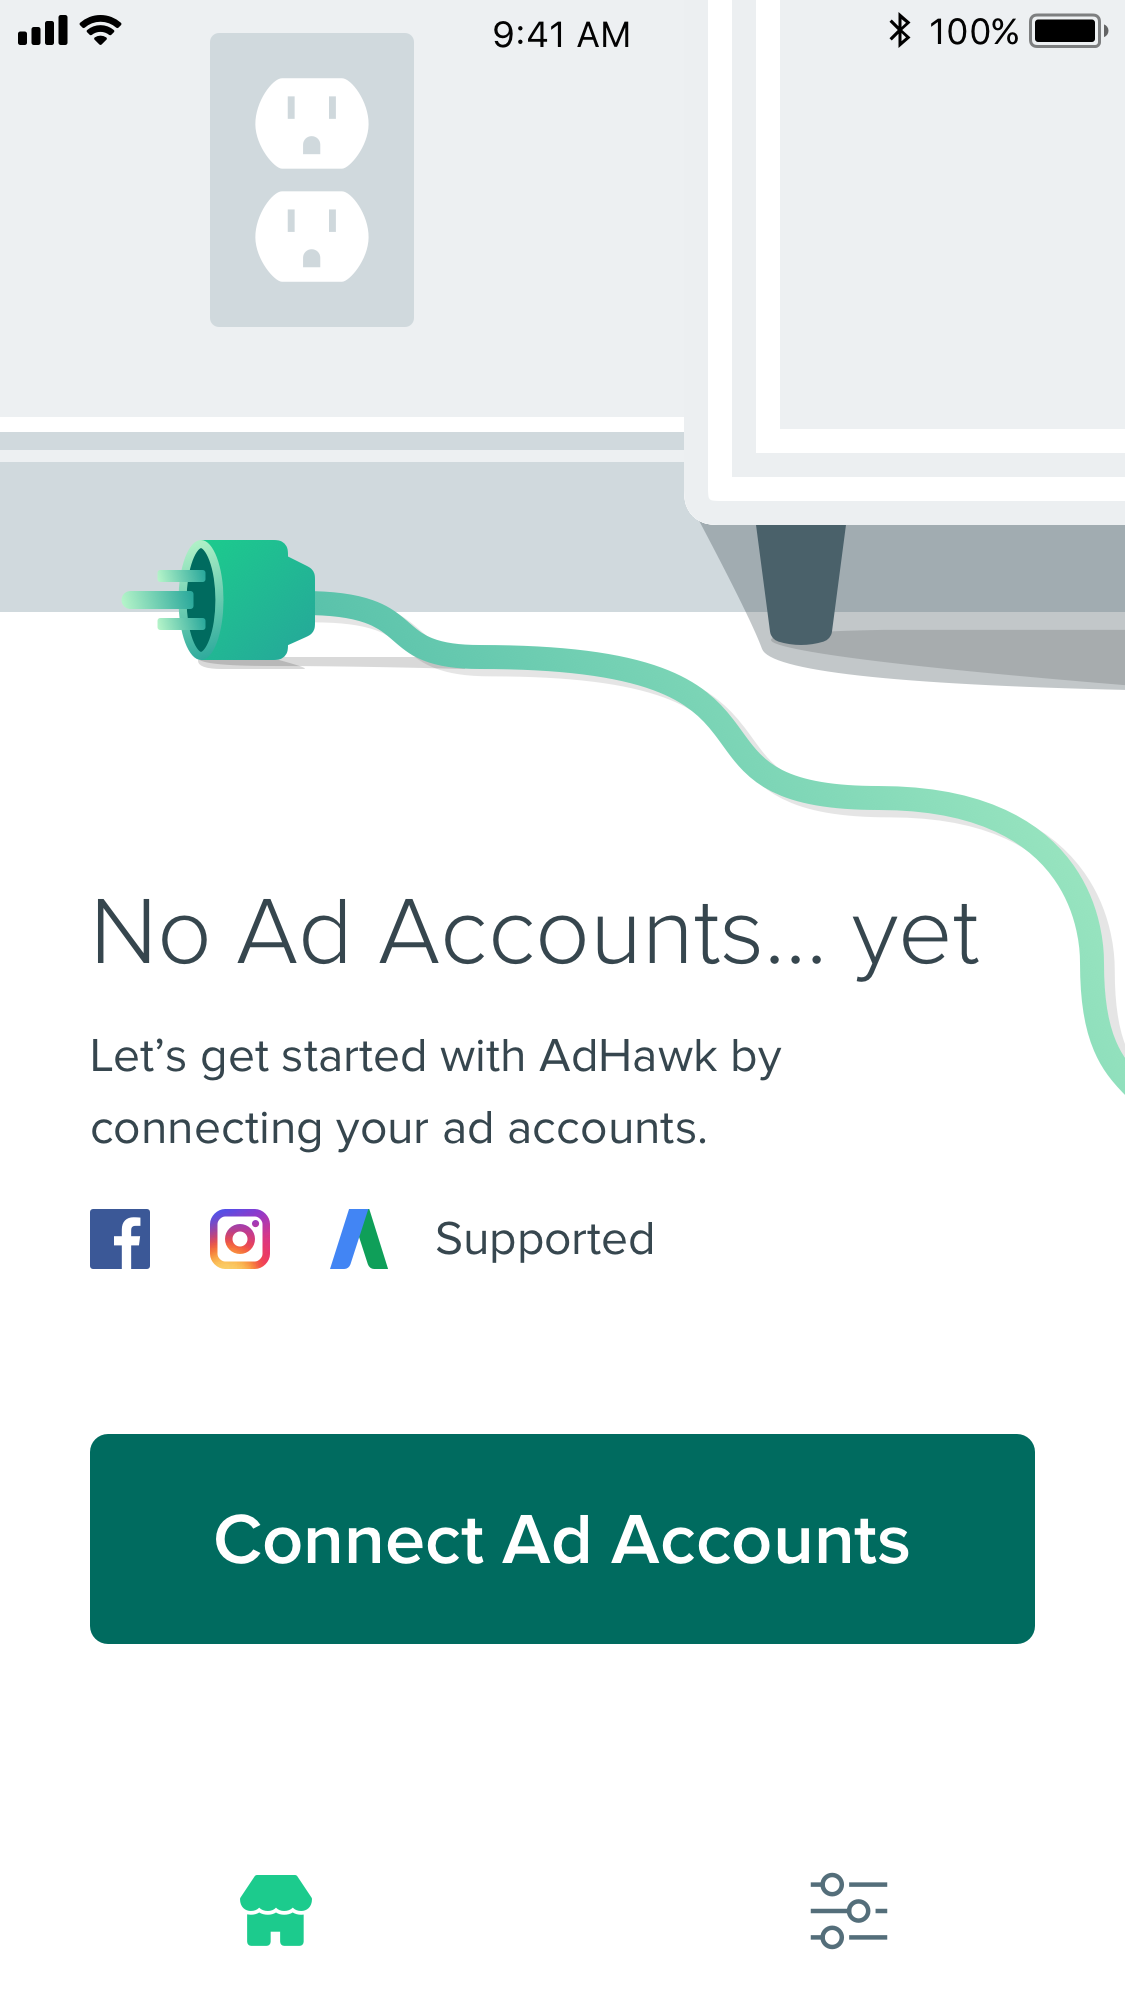 9:41 AM
100%
No Ad Accounts... yet
Let’s get started with AdHawk by
connecting your ad accounts.
Supported
Connect Ad Accounts